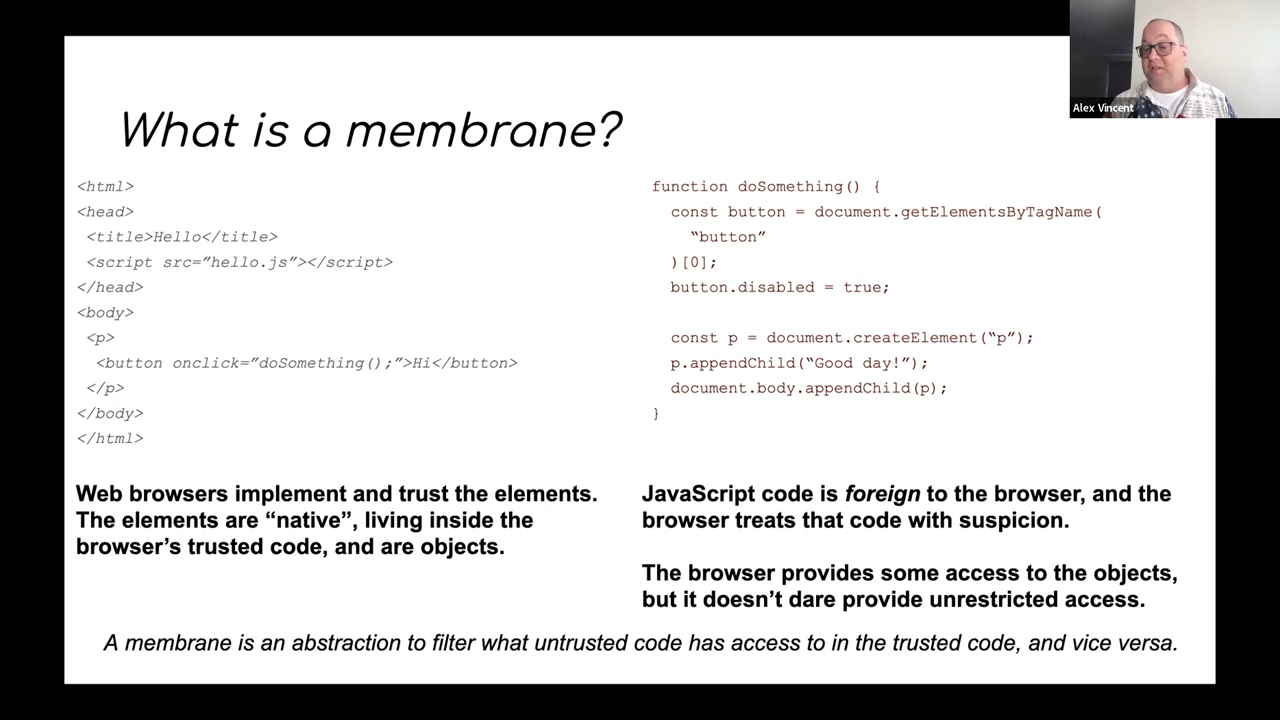 Alex Vincent
What is a membrane?
<html>
<head>
<title>Hello</title>
<script src=”hello.js”></script>
</head>
<body>
<p>
<button onclick=”doSomething();”>Hi</button>
</p>
</body>
</html>
function doSomething() {
const button = document.getElementsByTagName(
“button”
)[0];
button.disabled = true;
const p = document.createElement(“p”);
p.appendChild(“Good day!”);
document.body.appendChild(p);
}
Web browsers implement and trust the elements.
The elements are “native”, living inside the
browser’s trusted code, and are objects.
JavaScript code is foreign to the browser, and the
browser treats that code with suspicion.
The browser provides some access to the objects,
but it doesn’t dare provide unrestricted access.
A membrane is an abstraction to filter what untrusted code has access to in the trusted code, and vice versa.